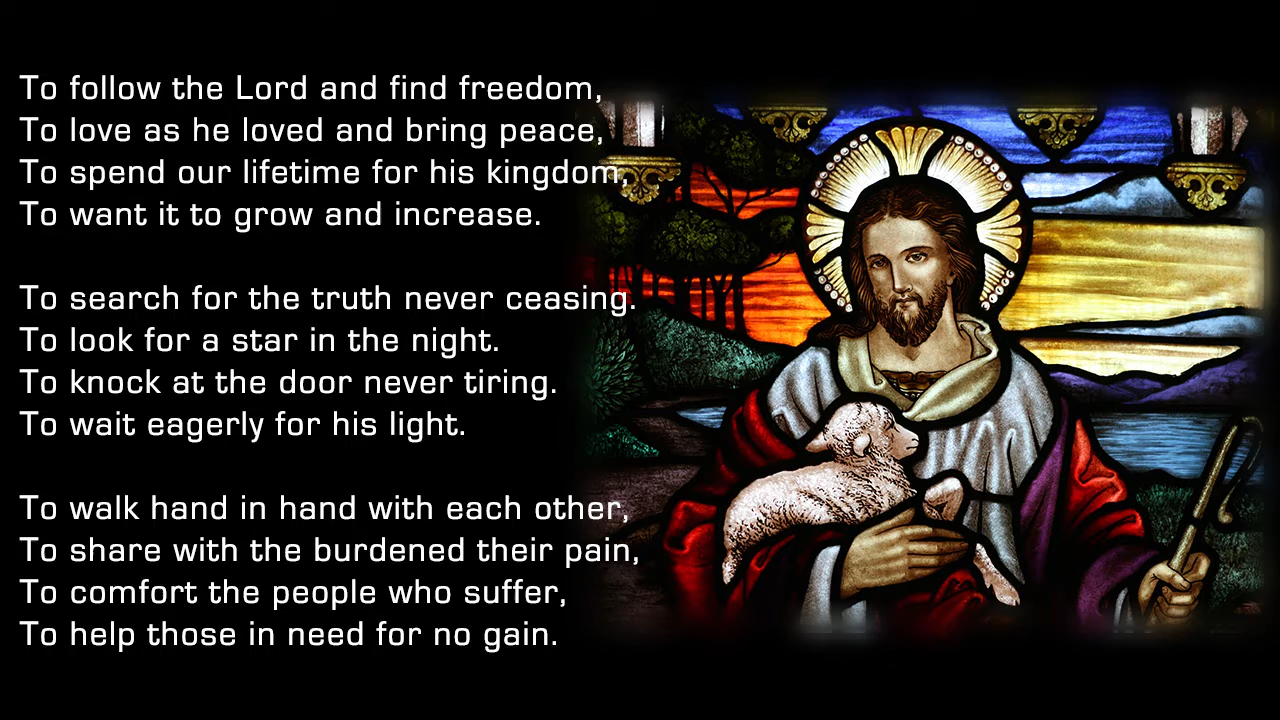 To follow the Lord and find freedom,
To love as he loved and bring peace,
To spend our lifetime for his kingdom,
To want it to grow and increase.

To search for the truth never ceasing.
To look for a star in the night.
To knock at the door never tiring.
To wait eagerly for his light.

To walk hand in hand with each other,
To share with the burdened their pain,
To comfort the people who suffer,
To help those in need for no gain.